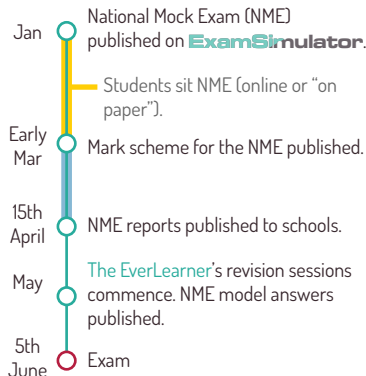 Jan
National Mock Exam (NME)
published on ExamSimulator.
Students sit NME (online or “on
paper”).
Early
Mar
Mark scheme for the NME published.
15th
April
NME reports published to schools.
May
The EverLearner’s revision sessions
commence. NME model answers
published.
5th
June
Exam